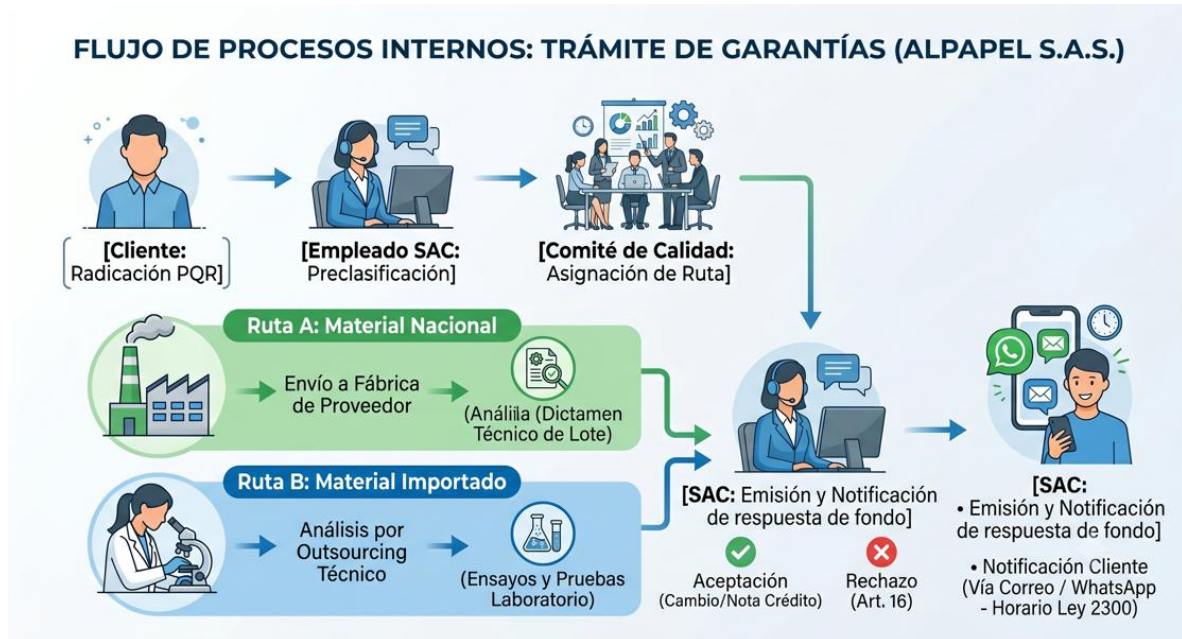 FLUJO DE PROCESOS INTERNOS: TRÁMITE DE GARANTÍAS (ALPAPEL S.A.S.)
[Cliente:
Radicación PQR]
[Empleado SAC:
Preclasificación]
[Comité de Calidad:
Asignación de Ruta]
Ruta A: Material Nacional
Envío a Fábrica
de Proveedor
(Análila (Dictamen
Técnico de Lote)
Ruta B: Material Importado
Análisis por
Outsourcing
Técnico
(Ensayos y Pruebas
Laboratorio)
[SAC: Emisión y Notificación
de respuesta de fondo]
Aceptación
(Cambio/Nota Crédito)
Rechazo
(Art. 16)
[SAC:
• Emisión y Notificación
de respuesta de fondo]
• Notificación Cliente
(Vía Correo / WhatsApp
- Horario Ley 2300)